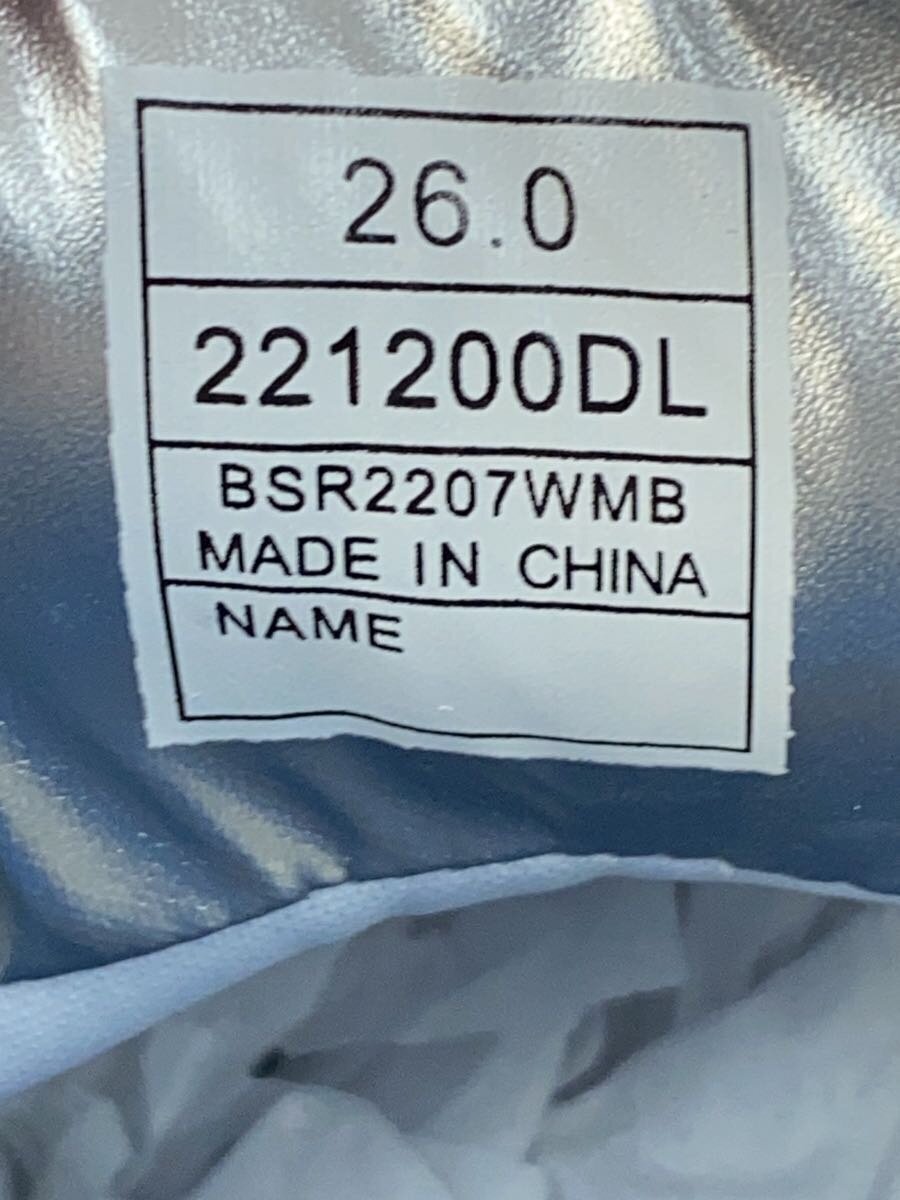 26.0
221200DL
BSR2207WMB
MADE IN CHINA
NAME